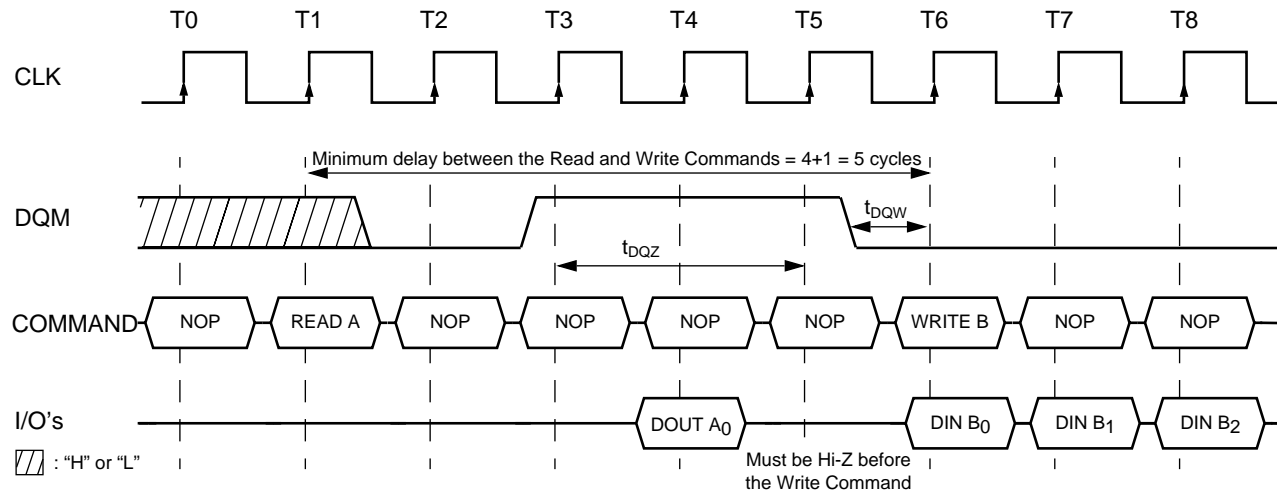 T0 T1 T2 T3 T4 T5 T6 T7 T8
CLK
Minimum delay between the Read and Write Commands = 4+1 = 5 cycles
DQM
tDQW
tDQZ
COMMAND NOP READ A NOP NOP NOP NOP WRITE B NOP NOP
I/O's DOUT A0 DIN B0 DIN B1 DIN B2
: “H” or “L”
Must be Hi-Z before
the Write Command